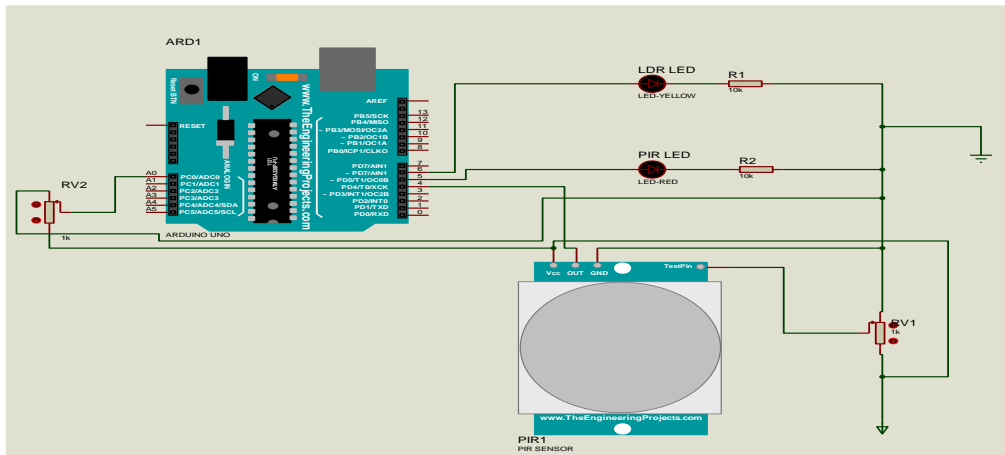 ARD1
Reset BTN
ON
www.TheEngineeringProjects.com
RESET
ANALOG IN
AREF
PB5/SCK
13
PB4/MISO
12
~ PB3/MOSI/OC2A
11
~ PB2/OC1B
10
~ PB1/OC1A
9
PB0/ICP1/CLKO
8
PD7/AIN1
7
~ PD7/AIN1
6
~ PD5/T1/OC0B
5
PD4/T0/XCK
4
~ PD3/INT1/OC2B
3
PD2/INT0
2
PD1/TXD
1
PD0/RXD
0
A0
PC0/ADC0
A1
PC1/ADC1
A2
PC2/ADC2
A3
PC3/ADC3
A4
PC4/ADC4/SDA
A5
PC5/ADC5/SCL
ARDUINO UNO
RV2
1k
LDR LED
LED-YELLOW
R1
10k
PIR LED
LED-RED
R2
10k
Vcc
OUT
GND
TestPin
RV1
1k
www.TheEngineeringProjects.com
PIR1
PIR SENSOR